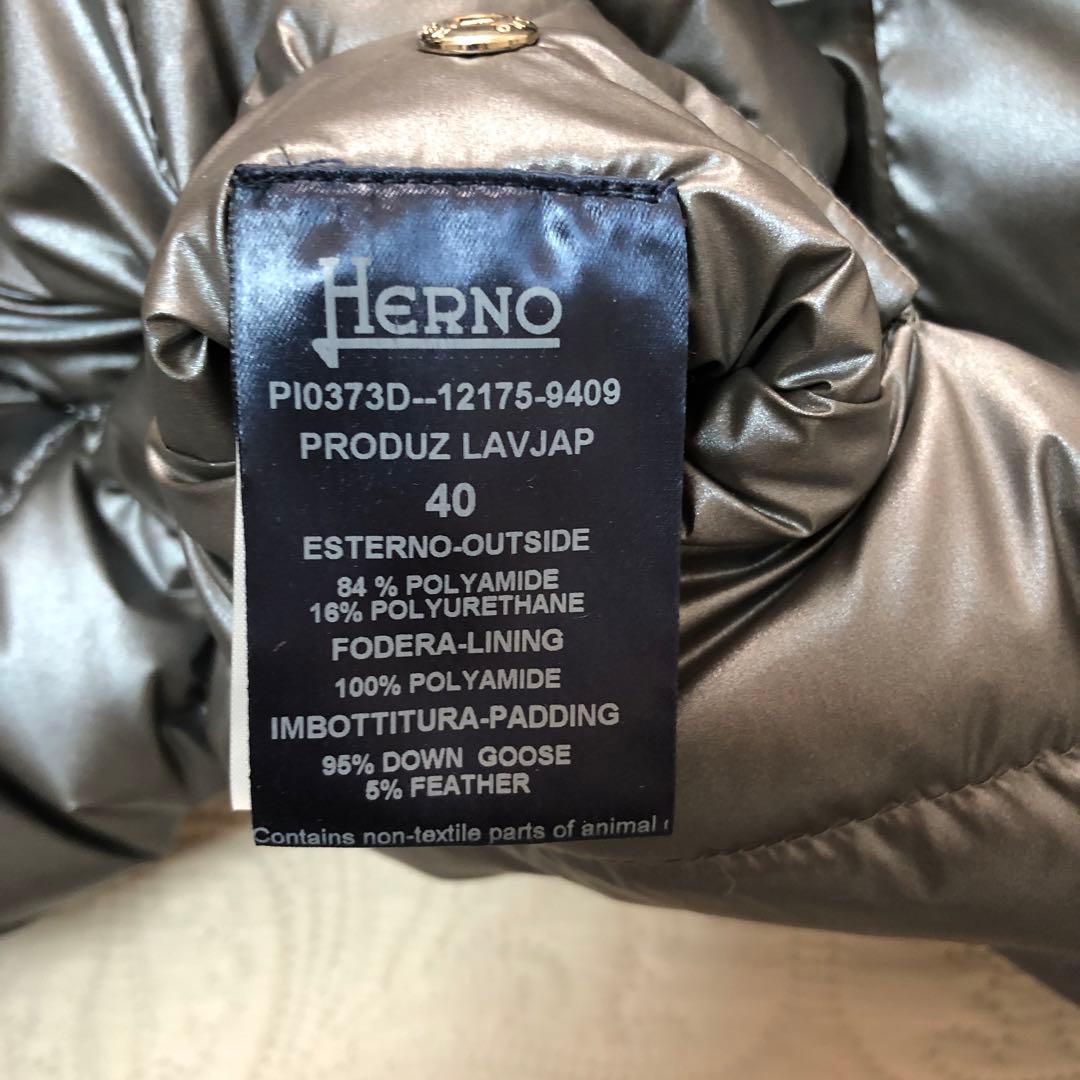 HERNO
PI0373D--12175-9409
PRODUZ LAVJAP
40
ESTERNO-OUTSIDE
84 % POLYAMIDE
16% POLYURETHANE
FODERA-LINING
100% POLYAMIDE
IMBOTTITURA-PADDING
95% DOWN GOOSE
5% FEATHER
Contains non-textile parts of animal